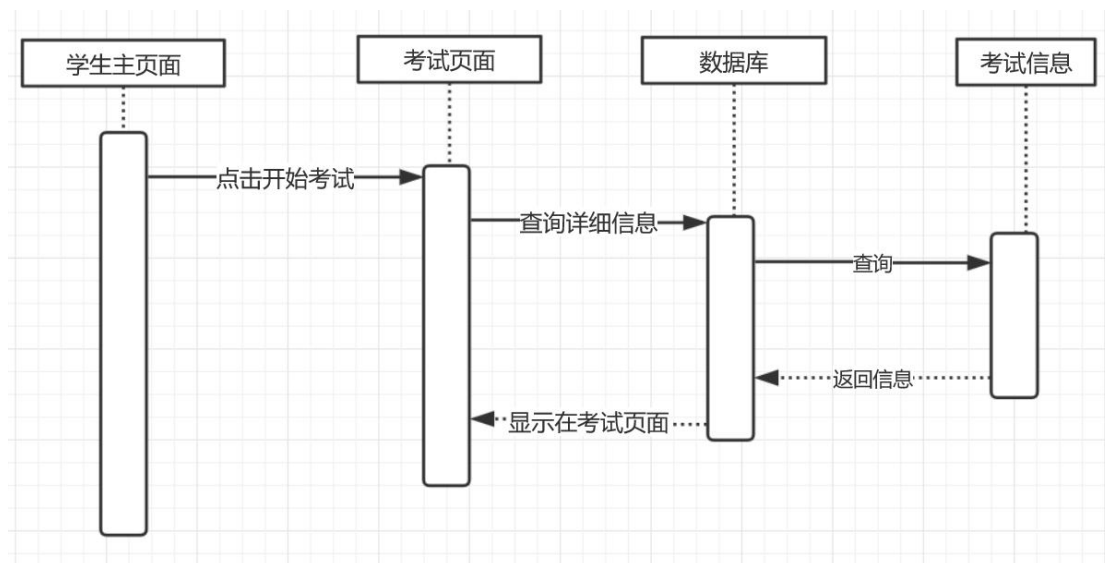 学生主页面
考试页面
数据库
考试信息
点击开始考试
查询详细信息
查询
返回信息
显示在考试页面